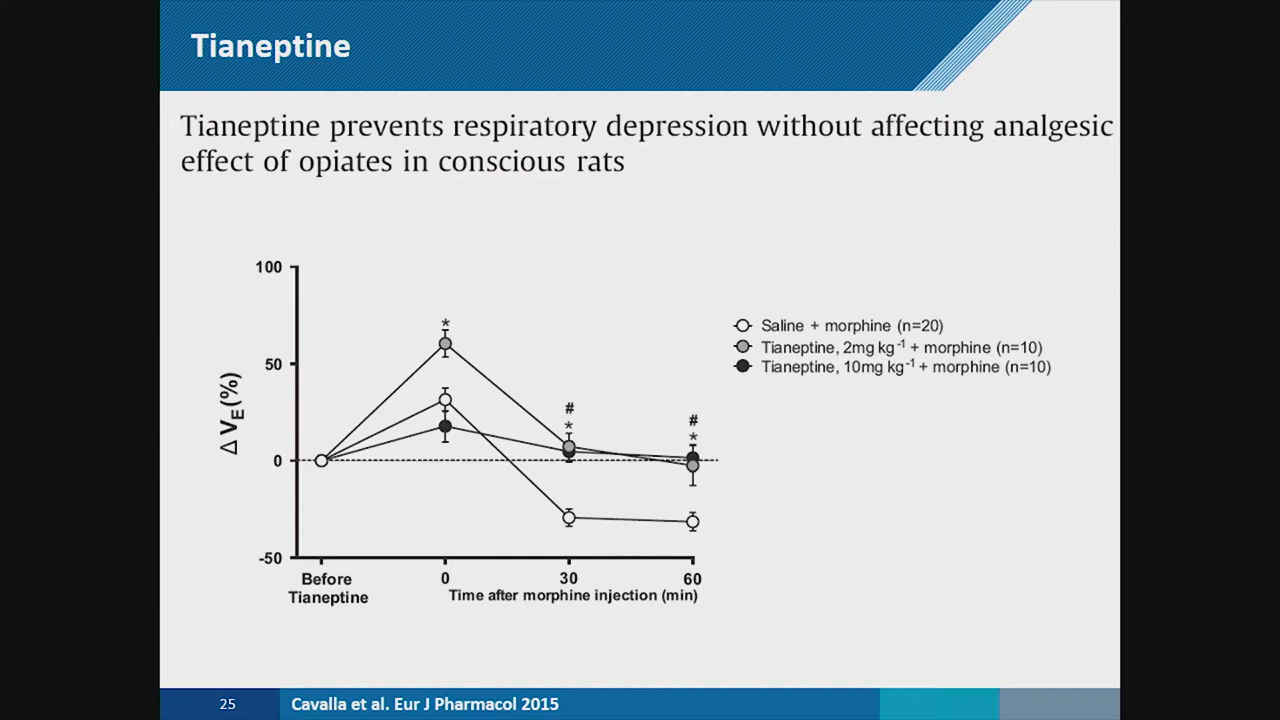 Tianeptine
Tianeptine prevents respiratory depression without affecting analgesic
effect of opiates in conscious rats
100
50
0
-50
Δ VE(%)
*
#
*
#
*
Before
Tianeptine
0
30
60
Time after morphine injection (min)
Saline + morphine (n=20)
Tianeptine, 2mg kg⁻¹ + morphine (n=10)
Tianeptine, 10mg kg⁻¹ + morphine (n=10)
25
Cavalla et al. Eur J Pharmacol 2015